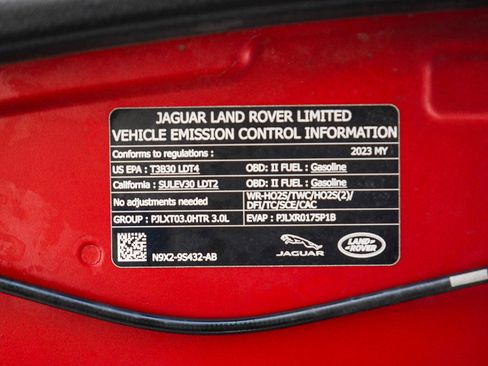 JAGUAR LAND ROVER LIMITED
VEHICLE EMISSION CONTROL INFORMATION
Conforms to regulations : 2023 MY
US EPA : T3B30 LDT4 OBD: II FUEL : Gasoline
California : SULEV30 LDT2 OBD: II FUEL : Gasoline
No adjustments needed WR-HO2S/TWC/HO2S(2)/
DFI/TC/SCE/CAC
GROUP : PJLXT03.0HTR 3.0L EVAP : PJLXR0175P1B
N9X2-9S432-AB JAGUAR LAND ROVER